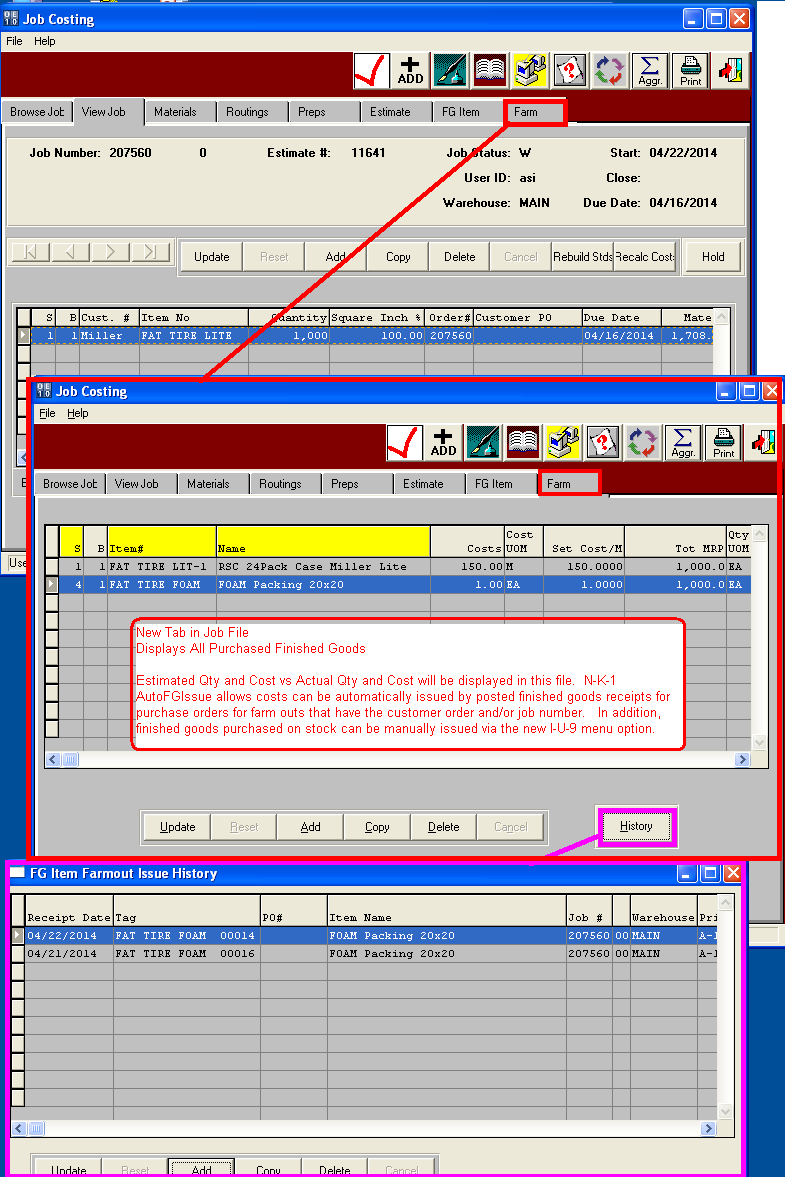 Job Costing
File Help
ADD Aggr. Print
Browse Job View Job Materials Routings Preps Estimate FG Item Farm
Job Number: 207560 0 Estimate #: 11641 Job Status: W Start: 04/22/2014
User ID: asi Close:
Warehouse: MAIN Due Date: 04/16/2014
Update Reset Add Copy Delete Cancel Rebuild Stds Recalc Costs Hold
S B Cust. # Item No Quantity Square Inch % Order# Customer PO Due Date Mate
1 1 Miller FAT TIRE LITE 1,000 100.00 207560 04/16/2014 1,708.
Job Costing
File Help
ADD Aggr. Print
Browse Job View Job Materials Routings Preps Estimate FG Item Farm
Use
S B Item# Name Costs Cost UOM Set Cost/M Tot MRP Qty UOM
1 1 FAT TIRE LIT-1 RSC 24Pack Case Miller Lite 150.00 M 150.0000 1,000.0 EA
4 1 FAT TIRE FOAM FOAM Packing 20x20 1.00 EA 1.0000 1,000.0 EA
New Tab in Job File
Displays All Purchased Finished Goods
Estimated Qty and Cost vs Actual Qty and Cost will be displayed in this file. N-K-1
AutoFGIssue allows costs can be automatically issued by posted finished goods receipts for
purchase orders for farm outs that have the customer order and/or job number. In addition,
finished goods purchased on stock can be manually issued via the new I-U-9 menu option.
Update Reset Add Copy Delete Cancel History
FG Item Farmout Issue History
Receipt Date Tag PO# Item Name Job # Warehouse Pri
04/22/2014 FAT TIRE FOAM 00014 FOAM Packing 20x20 207560 00 MAIN A-1
04/21/2014 FAT TIRE FOAM 00016 FOAM Packing 20x20 207560 00 MAIN A-1
Update Reset Add Copy Delete Cancel